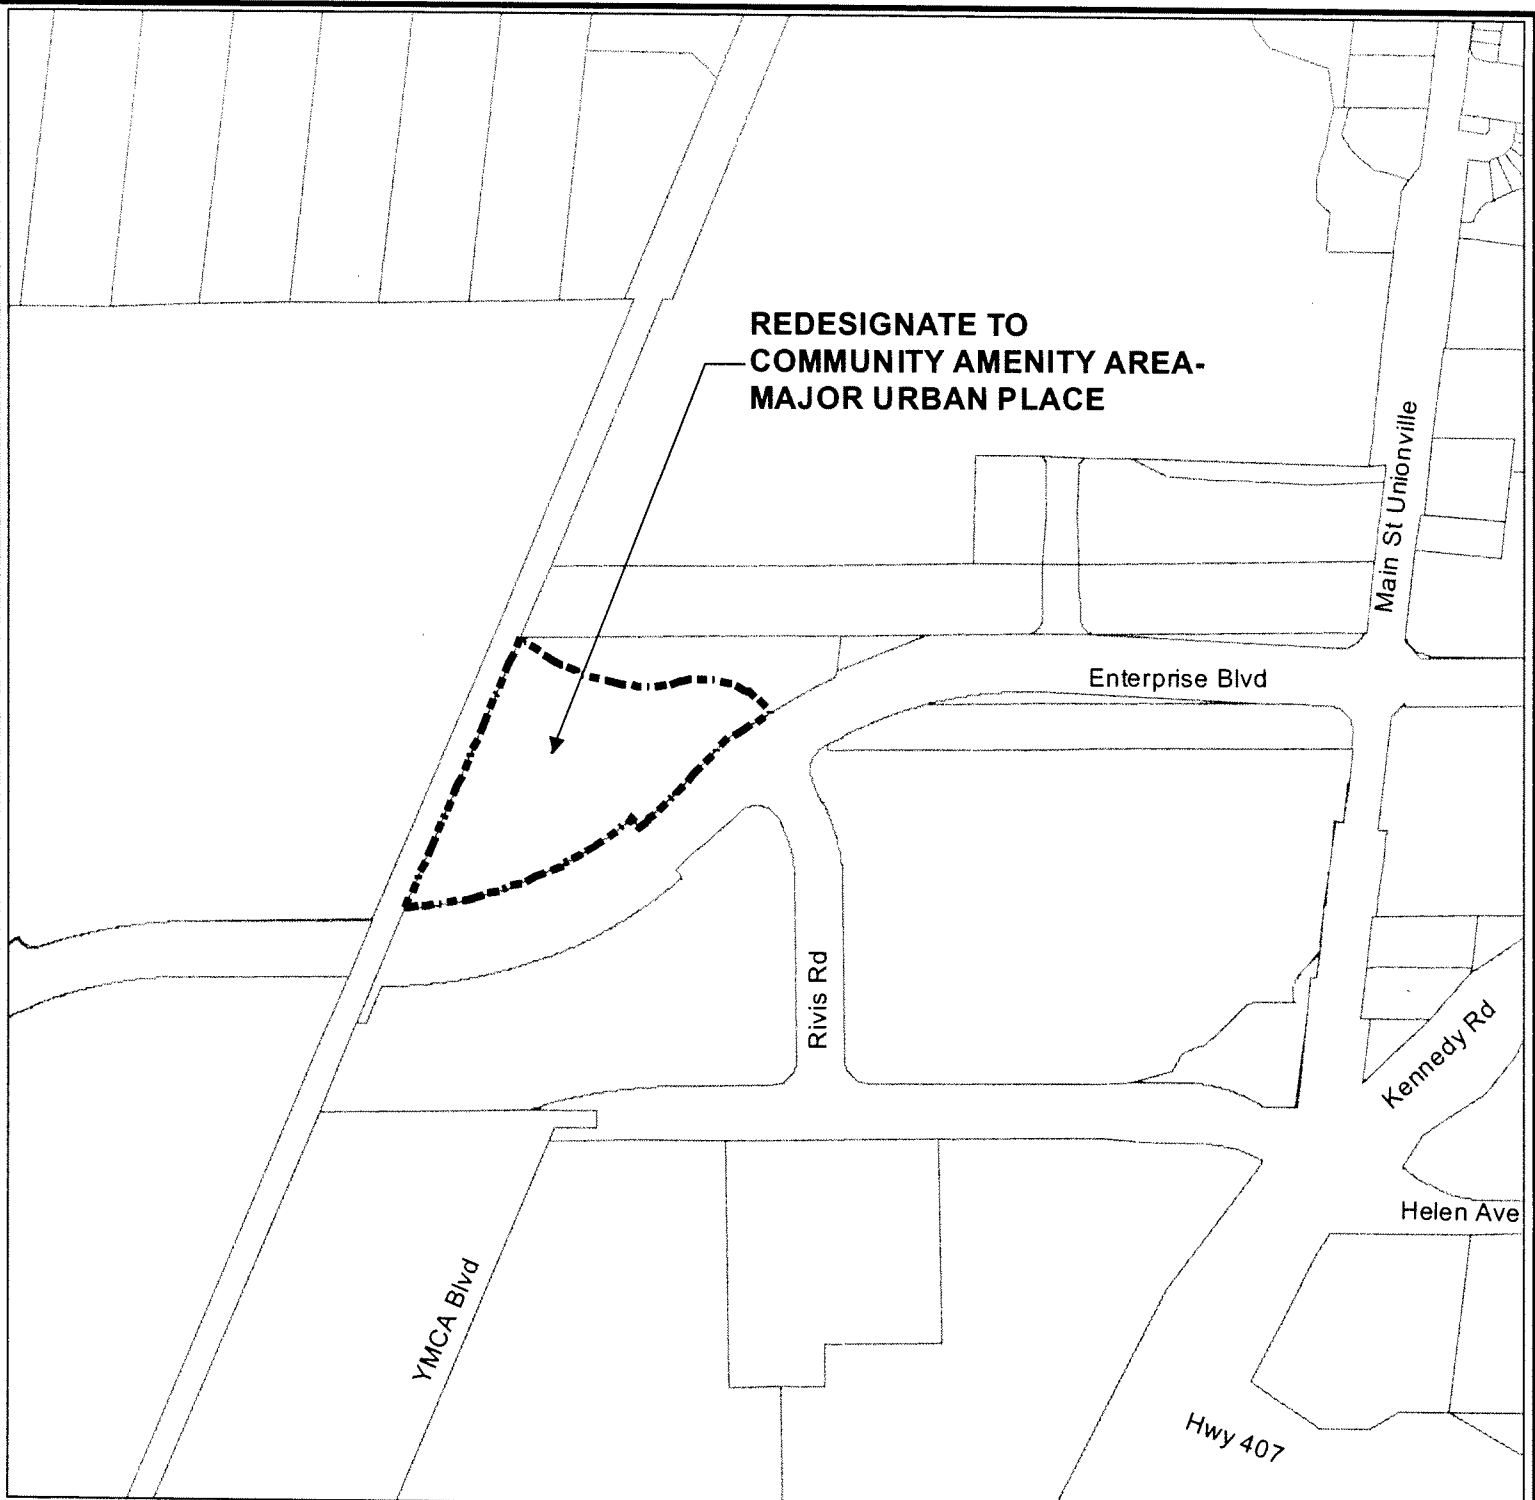 REDESIGNATE TO
COMMUNITY AMENITY AREA-
MAJOR URBAN PLACE
Main St Unionville
Enterprise Blvd
Rivis Rd
Kennedy Rd
Helen Ave
YMCA Blvd
Hwy 407